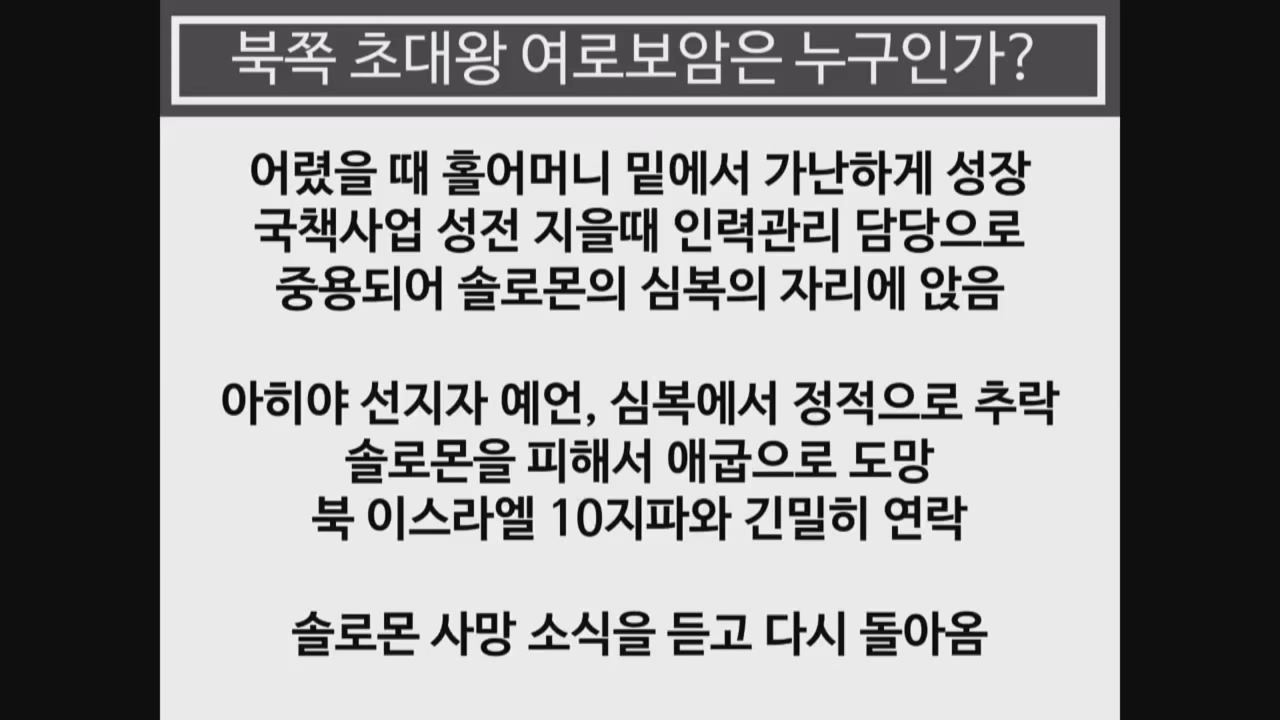 북쪽 초대왕 여로보암은 누구인가?
어렸을 때 홀어머니 밑에서 가난하게 성장
국책사업 성전 지을때 인력관리 담당으로
중용되어 솔로몬의 심복의 자리에 앉음
아히야 선지자 예언, 심복에서 정적으로 추락
솔로몬을 피해서 애굽으로 도망
북 이스라엘 10지파와 긴밀히 연락
솔로몬 사망 소식을 듣고 다시 돌아옴